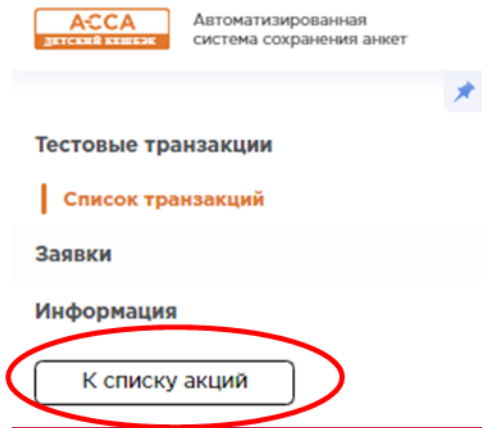 АССА
ДЕТСКИЙ КЕШБЭК
Автоматизированная
система сохранения анкет
Тестовые транзакции
Список транзакций
Заявки
Информация
К списку акций